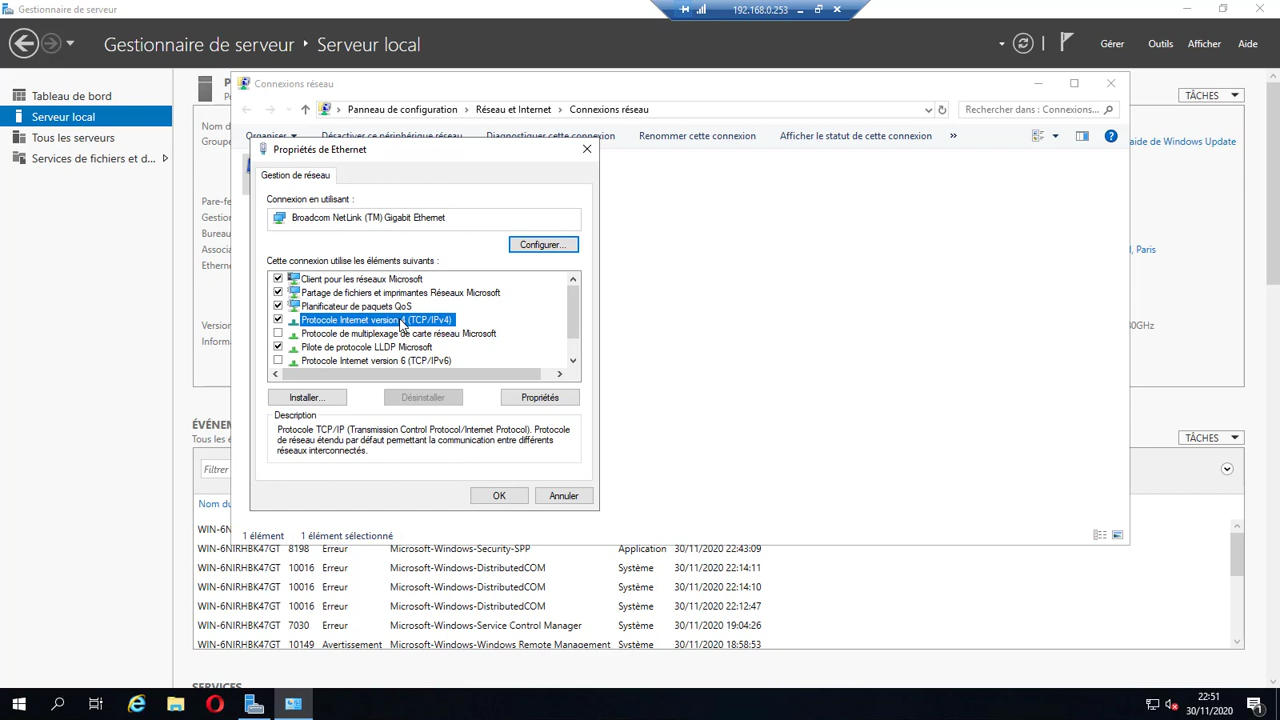 Gestionnaire de serveur
192.168.0.253
Gestionnaire de serveur
Serveur local
Gérer
Outils
Afficher
Aide
Tableau de bord
Serveur local
Tous les serveurs
Services de fichiers et d...
TÂCHES
Connexions réseau
Panneau de configuration
Réseau et Internet
Connexions réseau
Rechercher dans : Connexions...
Organiser
Désactiver ce périphérique réseau
Diagnostiquer cette connexion
Renommer cette connexion
Afficher le statut de cette connexion
»
Nom d
Groupe
Pare-fe
Gestion
Bureau
Associa
Ethern
Version
Informa
aide de Windows Update
, Paris
GHz
Propriétés de Ethernet
Gestion de réseau
Connexion en utilisant :
Broadcom NetLink (TM) Gigabit Ethernet
Configurer...
Cette connexion utilise les éléments suivants :
Client pour les réseaux Microsoft
Partage de fichiers et imprimantes Réseaux Microsoft
Planificateur de paquets QoS
Protocole Internet version 4 (TCP/IPv4)
Protocole de multiplexage de carte réseau Microsoft
Pilote de protocole LLDP Microsoft
Protocole Internet version 6 (TCP/IPv6)
Installer...
Désinstaller
Propriétés
Description
Protocole TCP/IP (Transmission Control Protocol/Internet Protocol). Protocole
de réseau étendu par défaut permettant la communication entre différents
réseaux interconnectés.
OK
Annuler
1 élément
1 élément sélectionné
ÉVÉNEM
Tous les é
TÂCHES
Filtrer
Nom du
WIN-6N
WIN-6NIRHBK47GT 8198 Erreur Microsoft-Windows-Security-SPP Application 30/11/2020 22:43:09
WIN-6NIRHBK47GT 10016 Erreur Microsoft-Windows-DistributedCOM Système 30/11/2020 22:14:11
WIN-6NIRHBK47GT 10016 Erreur Microsoft-Windows-DistributedCOM Système 30/11/2020 22:14:10
WIN-6NIRHBK47GT 10016 Erreur Microsoft-Windows-DistributedCOM Système 30/11/2020 22:12:47
WIN-6NIRHBK47GT 7030 Erreur Microsoft-Windows-Service Control Manager Système 30/11/2020 19:04:26
WIN-6NIRHBK47GT 10149 Avertissement Microsoft-Windows-Windows Remote Management Système 30/11/2020 18:58:53
SERVICES
22:51
30/11/2020
1